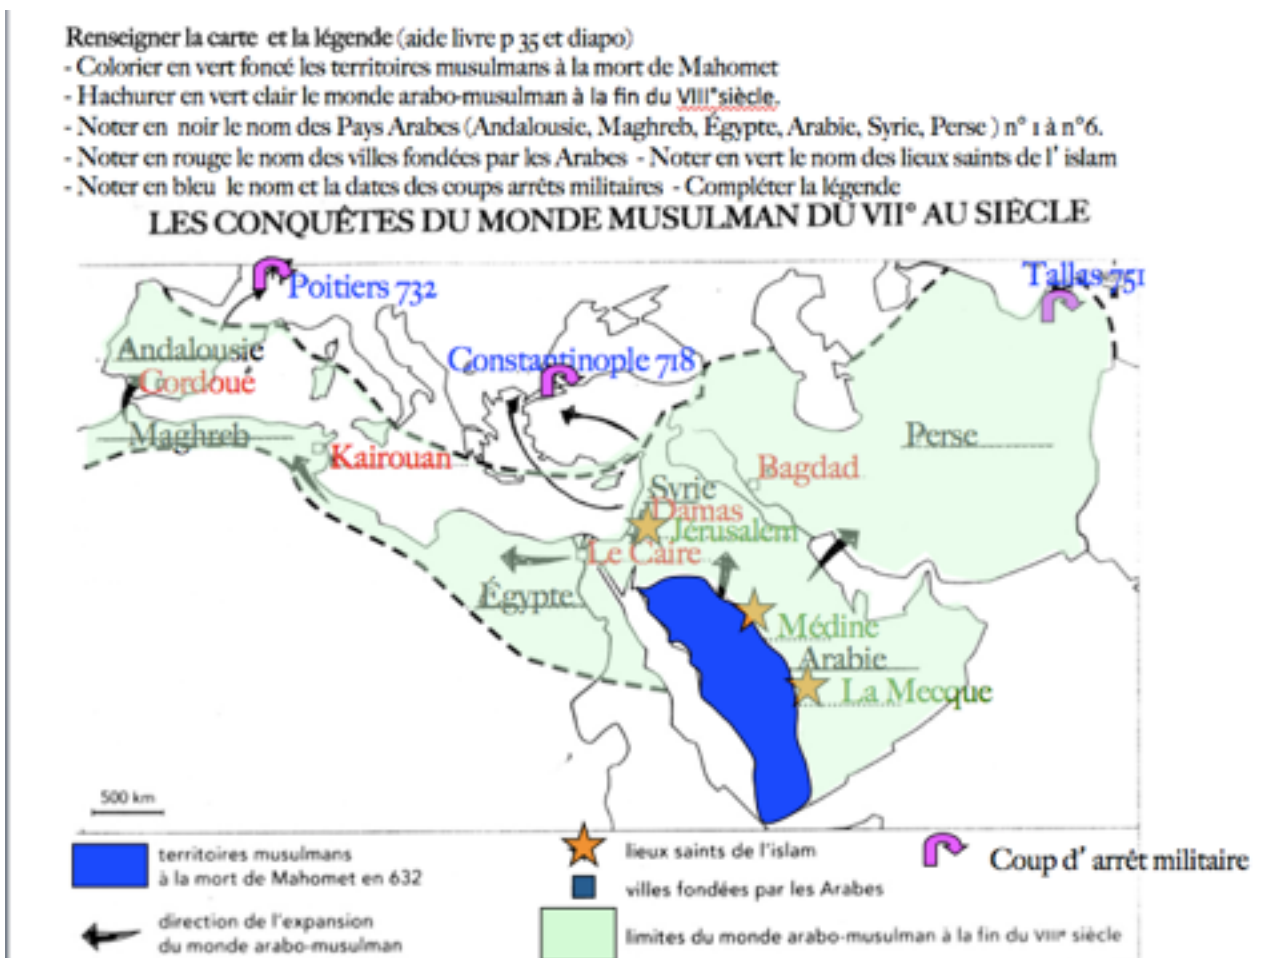 Renseigner la carte et la légende (aide livre p 35 et diapo)
- Colorier en vert foncé les territoires musulmans à la mort de Mahomet
- Hachurer en vert clair le monde arabo-musulman à la fin du VIII°siècle.
- Noter en noir le nom des Pays Arabes (Andalousie, Maghreb, Égypte, Arabie, Syrie, Perse ) n° 1 à n°6.
- Noter en rouge le nom des villes fondées par les Arabes - Noter en vert le nom des lieux saints de l' islam
- Noter en bleu le nom et la dates des coups arrêts militaires - Compléter la légende
LES CONQUÊTES DU MONDE MUSULMAN DU VII° AU SIÈCLE
Poitiers 732
Tallas 751
Andalousie
Constantinople 718
Cordoue
Maghreb
Perse
Kairouan
Bagdad
Syrie
Damas
Jérusalem
Le Caire
Égypte
Médine
Arabie
La Mecque
500 km
territoires musulmans
à la mort de Mahomet en 632
lieux saints de l'islam
Coup d' arrêt militaire
villes fondées par les Arabes
direction de l'expansion
du monde arabo-musulman
limites du monde arabo-musulman à la fin du VIIIe siècle